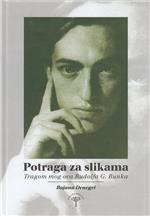 Potraga za slikama
Tragom mog oca Rudolfa G. Bunka
Bojana Denegri